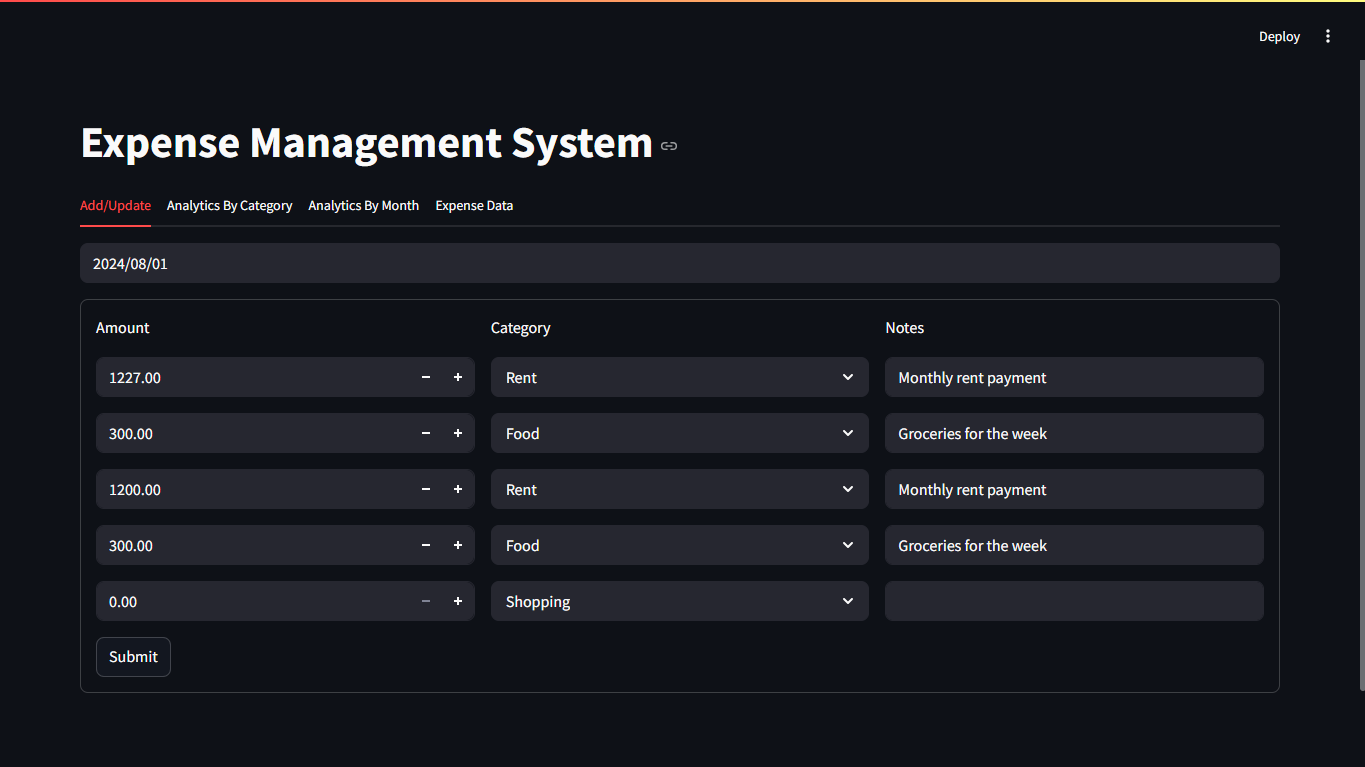 Deploy
Expense Management System
Add/Update Analytics By Category Analytics By Month Expense Data
2024/08/01
Amount Category Notes
1227.00 Rent Monthly rent payment
300.00 Food Groceries for the week
1200.00 Rent Monthly rent payment
300.00 Food Groceries for the week
0.00 Shopping
Submit